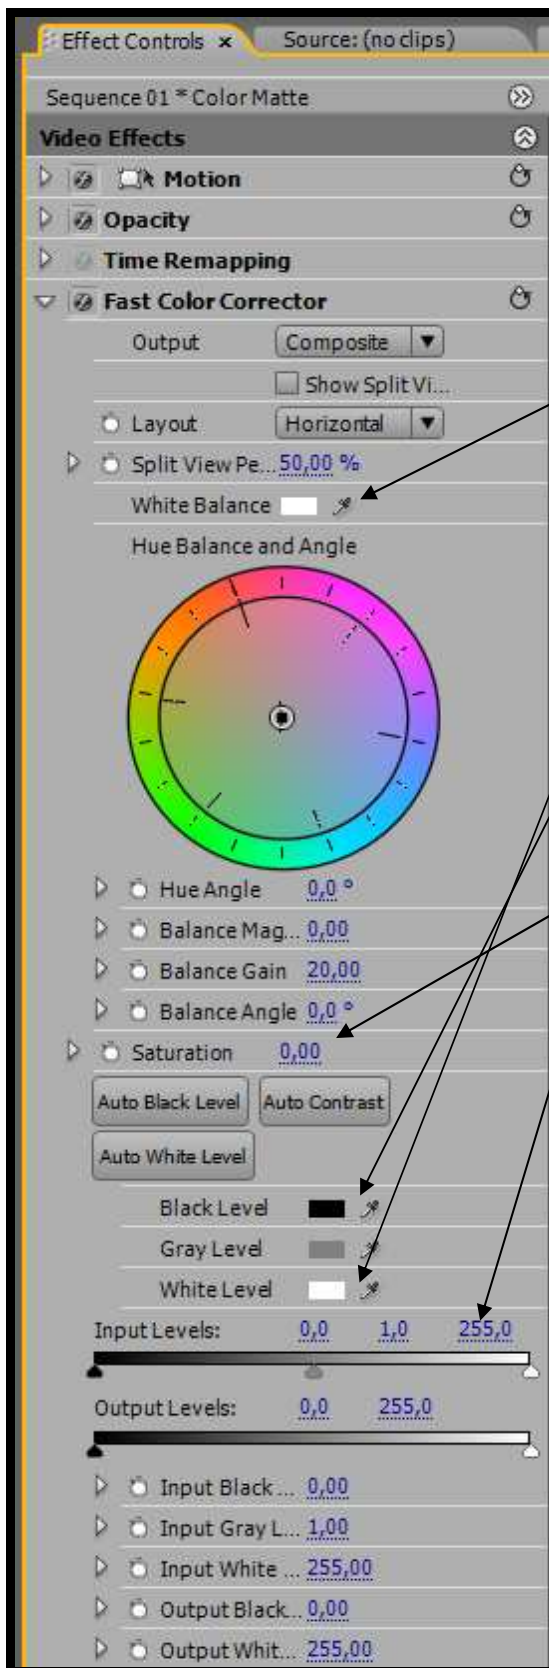 Effect Controls x Source: (no clips)
Sequence 01 * Color Matte
Video Effects
Motion
Opacity
Time Remapping
Fast Color Corrector
Output Composite
Show Split Vi...
Layout Horizontal
Split View Pe... 50,00 %
White Balance
Hue Balance and Angle
Hue Angle 0,0 °
Balance Mag... 0,00
Balance Gain 20,00
Balance Angle 0,0 °
Saturation 0,00
Auto Black Level Auto Contrast
Auto White Level
Black Level
Gray Level
White Level
Input Levels: 0,0 1,0 255,0
Output Levels: 0,0 255,0
Input Black ... 0,00
Input Gray L... 1,00
Input White ... 255,00
Output Black... 0,00
Output Whit... 255,00